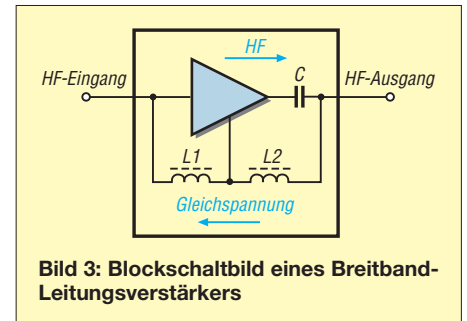 HF
HF-Eingang
C
HF-Ausgang
L1
L2
Gleichspannung
Bild 3: Blockschaltbild eines Breitband-
Leitungsverstärkers